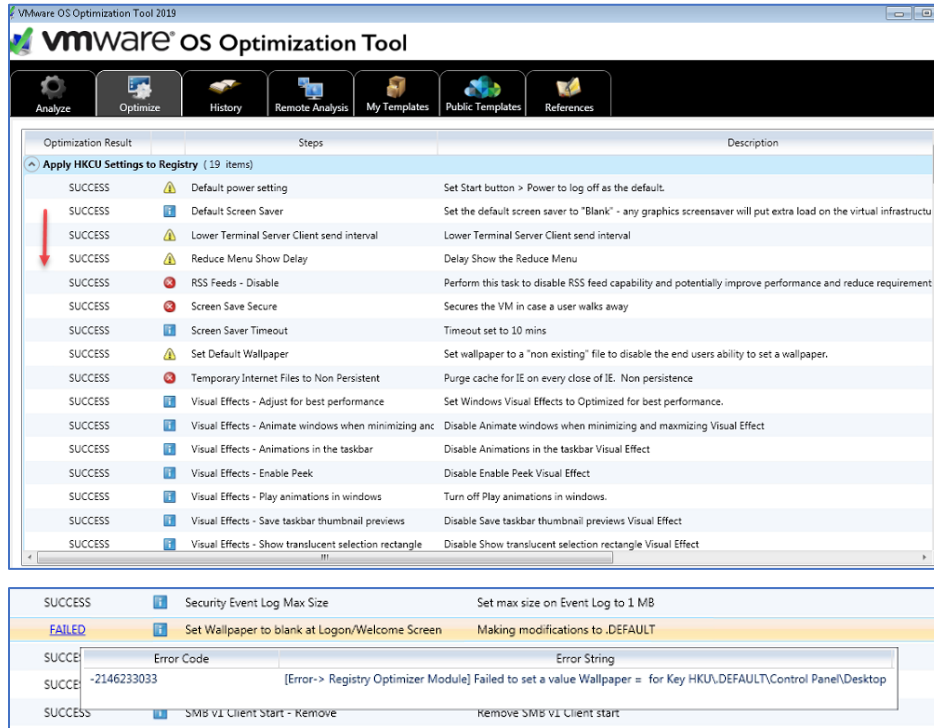 VMware OS Optimization Tool 2019
vmware® OS Optimization Tool
Analyze Optimize History Remote Analysis My Templates Public Templates References
Optimization Result Steps Description
Apply HKCU Settings to Registry ( 19 items)
SUCCESS Default power setting Set Start button > Power to log off as the default.
SUCCESS Default Screen Saver Set the default screen saver to "Blank" - any graphics screensaver will put extra load on the virtual infrastructu
SUCCESS Lower Terminal Server Client send interval Lower Terminal Server Client send interval
SUCCESS Reduce Menu Show Delay Delay Show the Reduce Menu
SUCCESS RSS Feeds - Disable Perform this task to disable RSS feed capability and potentially improve performance and reduce requirement
SUCCESS Screen Save Secure Secures the VM in case a user walks away
SUCCESS Screen Saver Timeout Timeout set to 10 mins
SUCCESS Set Default Wallpaper Set wallpaper to a "non existing" file to disable the end users ability to set a wallpaper.
SUCCESS Temporary Internet Files to Non Persistent Purge cache for IE on every close of IE. Non persistence
SUCCESS Visual Effects - Adjust for best performance Set Windows Visual Effects to Optimized for best performance.
SUCCESS Visual Effects - Animate windows when minimizing anc Disable Animate windows when minimizing and maxmizing Visual Effect
SUCCESS Visual Effects - Animations in the taskbar Disable Animations in the taskbar Visual Effect
SUCCESS Visual Effects - Enable Peek Disable Enable Peek Visual Effect
SUCCESS Visual Effects - Play animations in windows Turn off Play animations in windows.
SUCCESS Visual Effects - Save taskbar thumbnail previews Disable Save taskbar thumbnail previews Visual Effect
SUCCESS Visual Effects - Show translucent selection rectangle Disable Show translucent selection rectangle Visual Effect
SUCCESS Security Event Log Max Size Set max size on Event Log to 1 MB
FAILED Set Wallpaper to blank at Logon/Welcome Screen Making modifications to .DEFAULT
SUCCE Error Code Error String
SUCCE -2146233033 [Error-> Registry Optimizer Module] Failed to set a value Wallpaper = for Key HKU\.DEFAULT\Control Panel\Desktop
SUCCESS SMB v1 Client Start - Remove Remove SMB v1 Client start